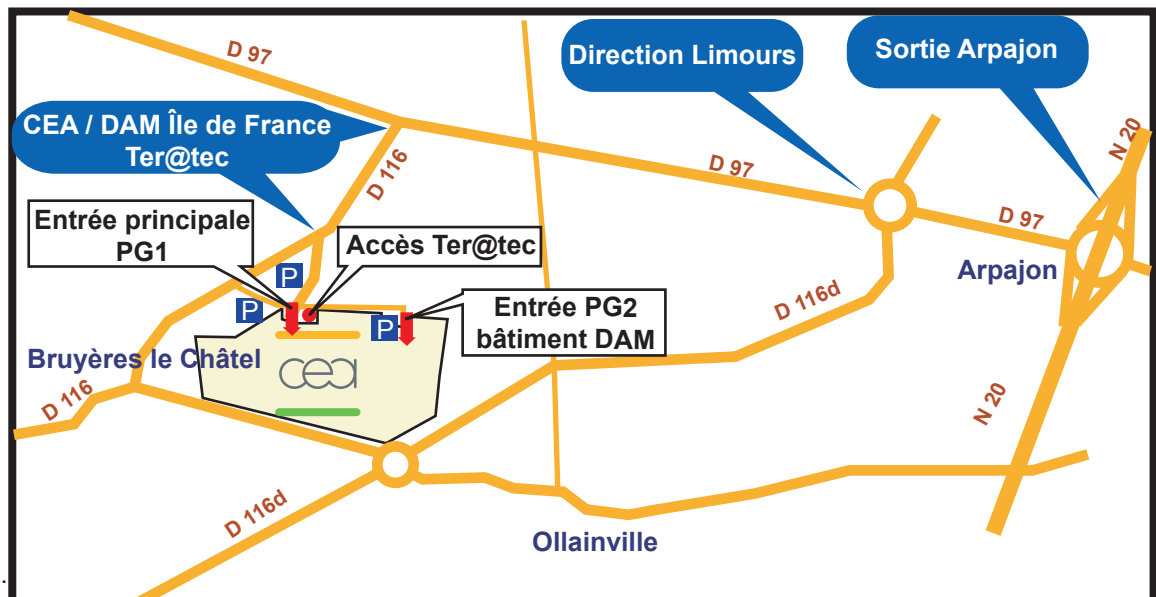 D 97
Direction Limours
Sortie Arpajon
CEA / DAM Île de France
Ter@tec
N 20
D 116
D 97
Entrée principale
PG1
Accès Ter@tec
D 97
P
Arpajon
P
P
Entrée PG2
bâtiment DAM
D 116d
Bruyères le Châtel
cea
D 116
N 20
D 116d
Ollainville